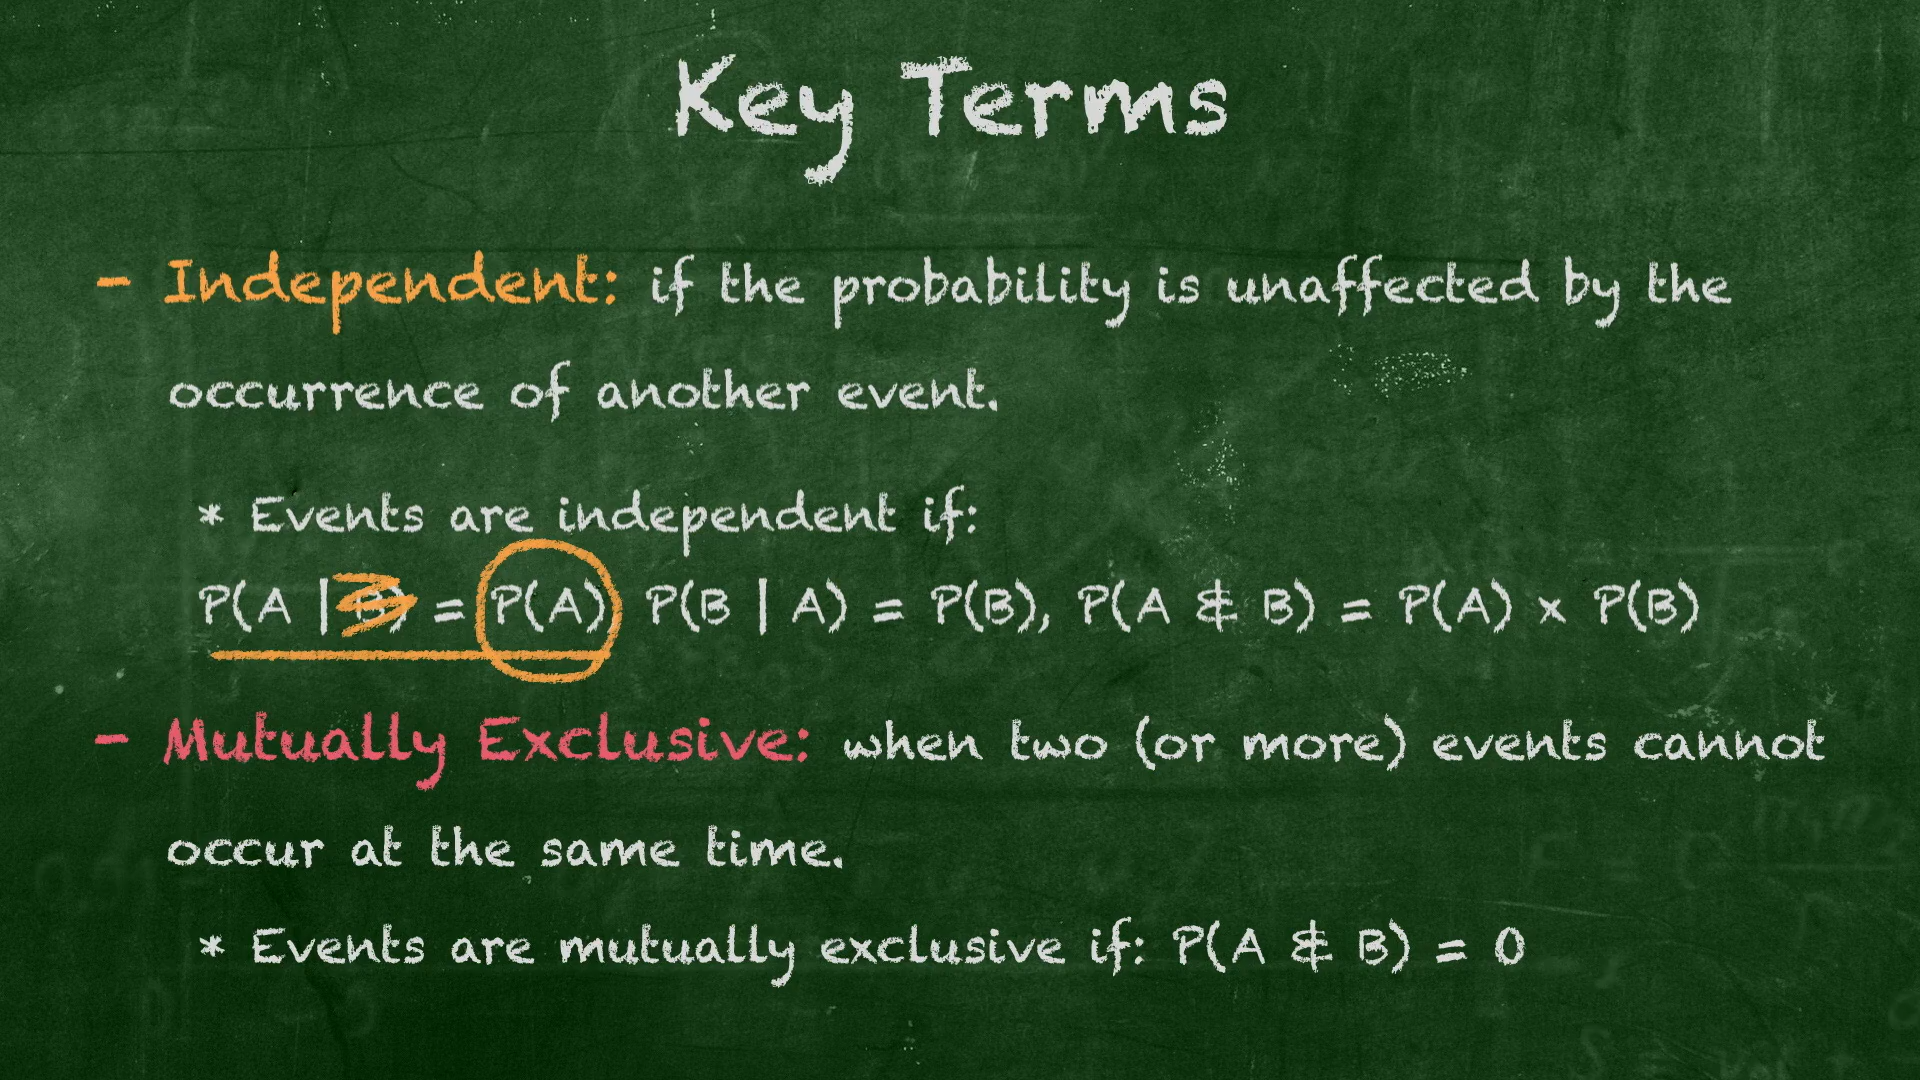 Key Terms
- Independent: if the probability is unaffected by the
occurrence of another event.
* Events are independent if:
P(A | B) = P(A) P(B | A) = P(B), P(A & B) = P(A) x P(B)
- Mutually Exclusive: when two (or more) events cannot
occur at the same time.
* Events are mutually exclusive if: P(A & B) = 0